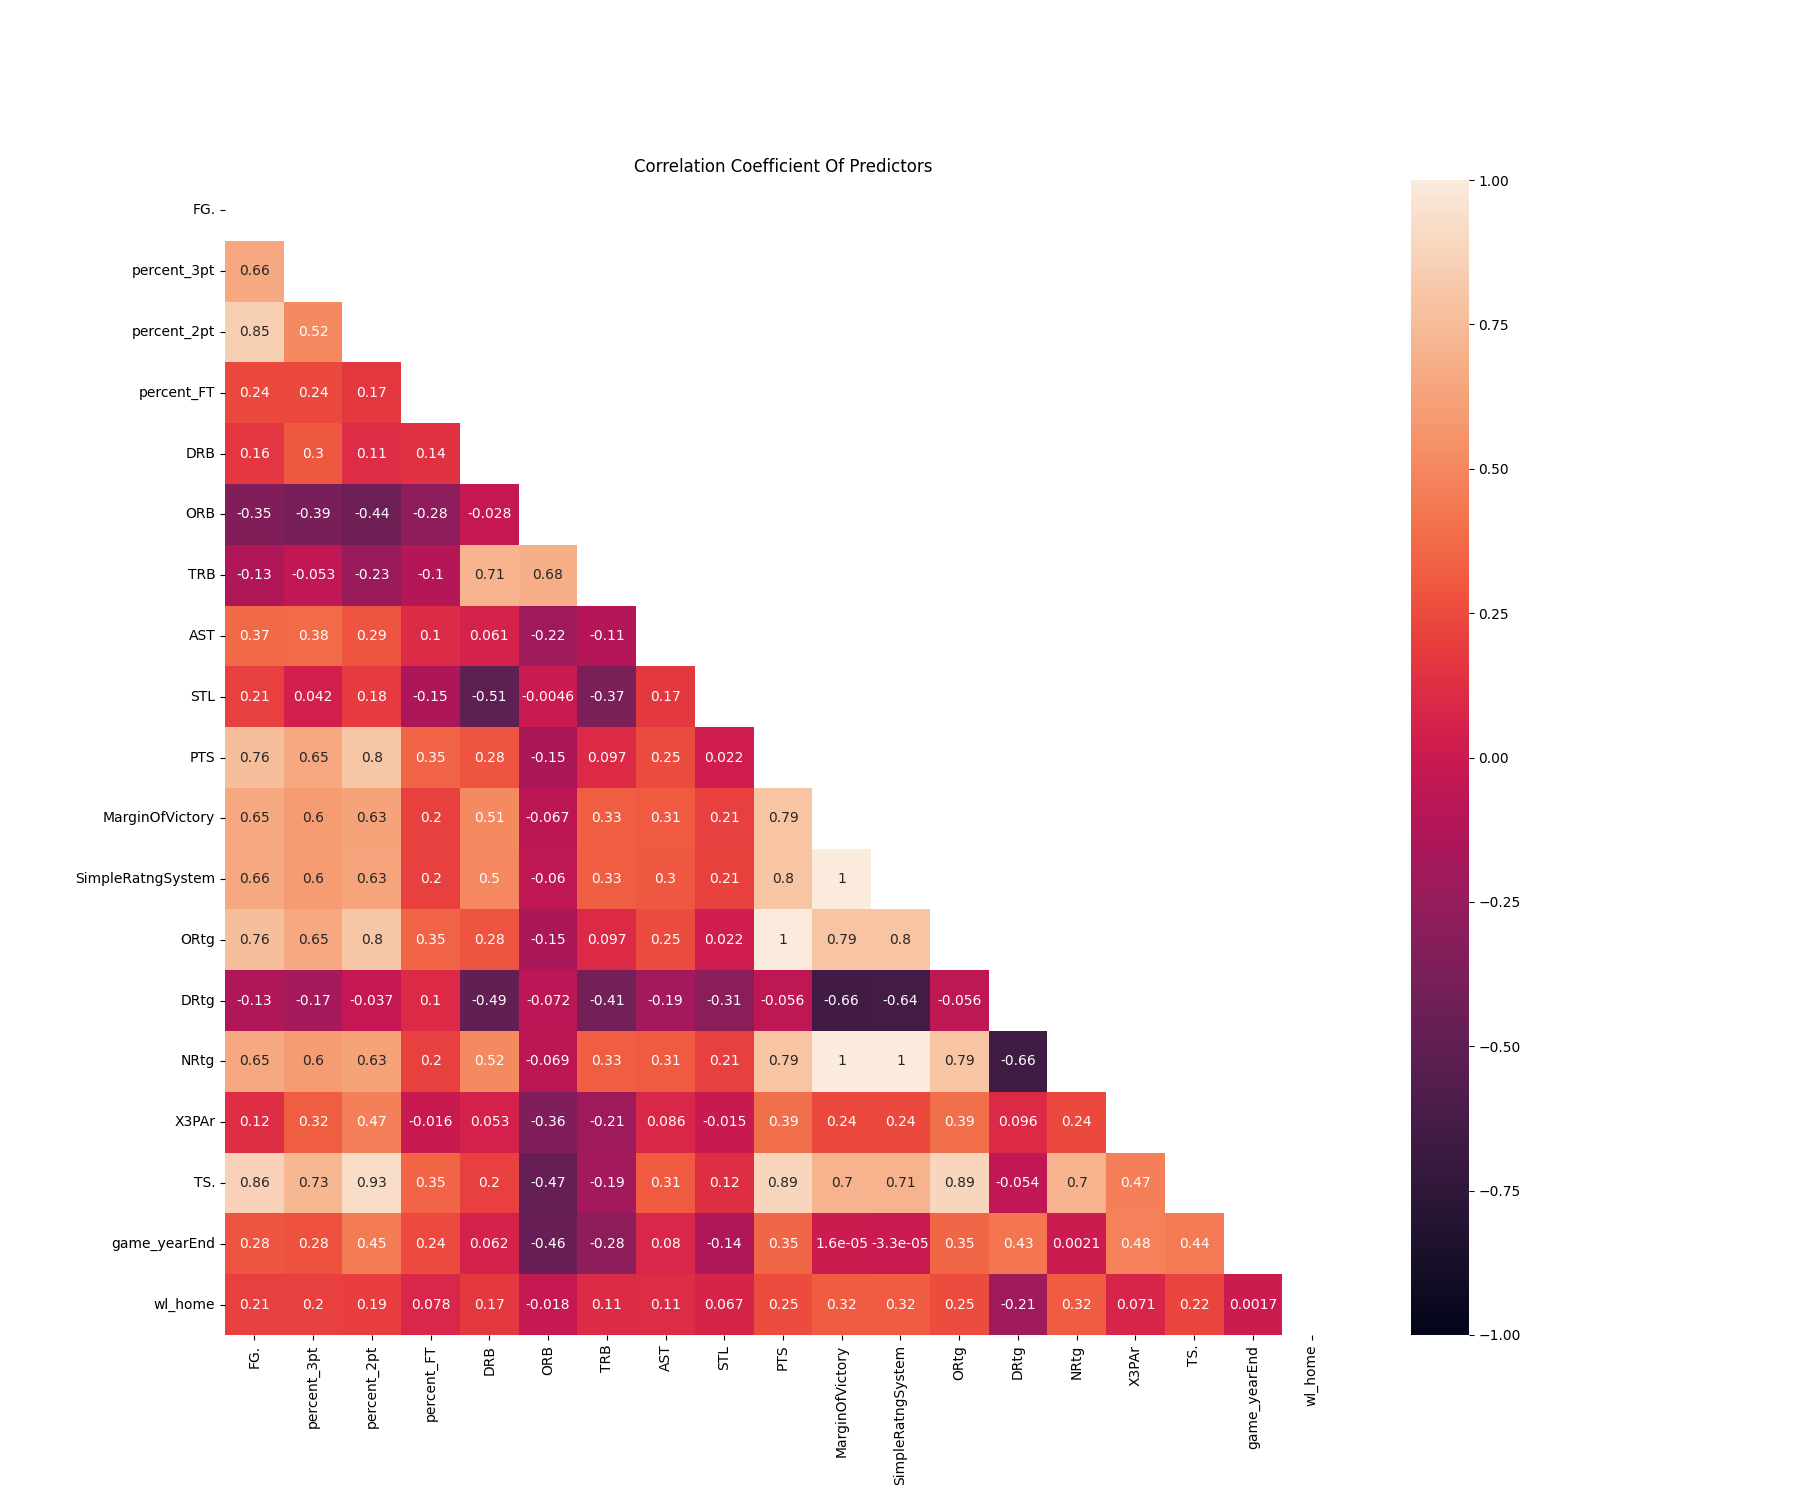 Correlation Coefficient Of Predictors
FG.
percent_3pt 0.66
percent_2pt 0.85 0.52
percent_FT 0.24 0.24 0.17
DRB 0.16 0.3 0.11 0.14
ORB -0.35 -0.39 -0.44 -0.28 -0.028
TRB -0.13 -0.053 -0.23 -0.1 0.71 0.68
AST 0.37 0.38 0.29 0.1 0.061 -0.22 -0.11
STL 0.21 0.042 0.18 -0.15 -0.51 -0.0046 -0.37 0.17
PTS 0.76 0.65 0.8 0.35 0.28 -0.15 0.097 0.25 0.022
MarginOfVictory 0.65 0.6 0.63 0.2 0.51 -0.067 0.33 0.31 0.21 0.79
SimpleRatngSystem 0.66 0.6 0.63 0.2 0.5 -0.06 0.33 0.3 0.21 0.8 1
ORtg 0.76 0.65 0.8 0.35 0.28 -0.15 0.097 0.25 0.022 1 0.79 0.8
DRtg -0.13 -0.17 -0.037 0.1 -0.49 -0.072 -0.41 -0.19 -0.31 -0.056 -0.66 -0.64 -0.056
NRtg 0.65 0.6 0.63 0.2 0.52 -0.069 0.33 0.31 0.21 0.79 1 1 0.79 -0.66
X3PAr 0.12 0.32 0.47 -0.016 0.053 -0.36 -0.21 0.086 -0.015 0.39 0.24 0.24 0.39 0.096 0.24
TS. 0.86 0.73 0.93 0.35 0.2 -0.47 -0.19 0.31 0.12 0.89 0.7 0.71 0.89 -0.054 0.7 0.47
game_yearEnd 0.28 0.28 0.45 0.24 0.062 -0.46 -0.28 0.08 -0.14 0.35 1.6e-05 -3.3e-05 0.35 0.43 0.0021 0.48 0.44
wl_home 0.21 0.2 0.19 0.078 0.17 -0.018 0.11 0.11 0.067 0.25 0.32 0.32 0.25 -0.21 0.32 0.071 0.22 0.0017
FG. percent_3pt percent_2pt percent_FT DRB ORB TRB AST STL PTS MarginOfVictory SimpleRatngSystem ORtg DRtg NRtg X3PAr TS. game_yearEnd wl_home
1.00
0.75
0.50
0.25
0.00
−0.25
−0.50
−0.75
−1.00